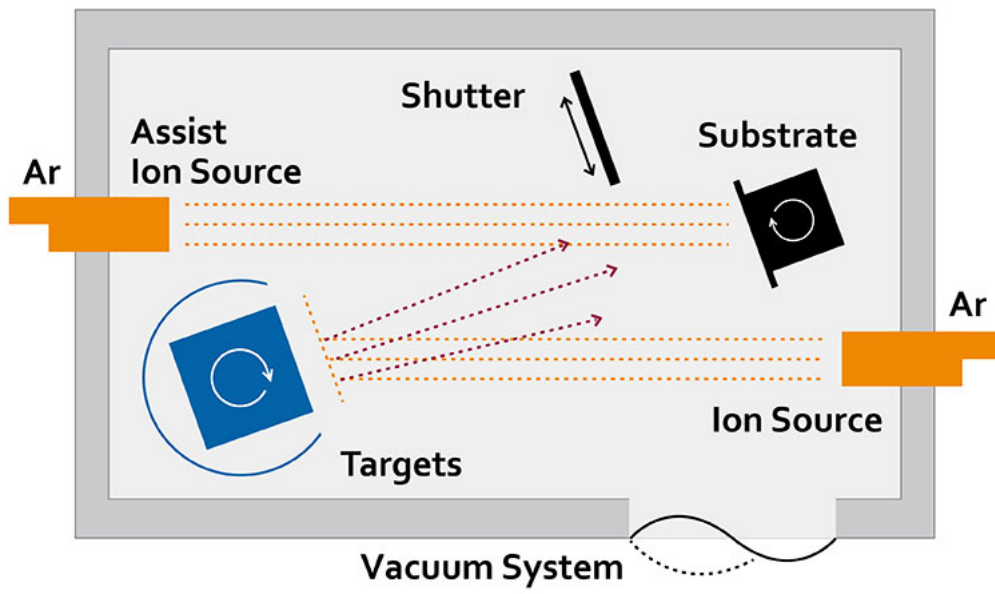 Shutter
Assist
Ion Source
Substrate
Ar
Ar
Ion Source
Targets
Vacuum System